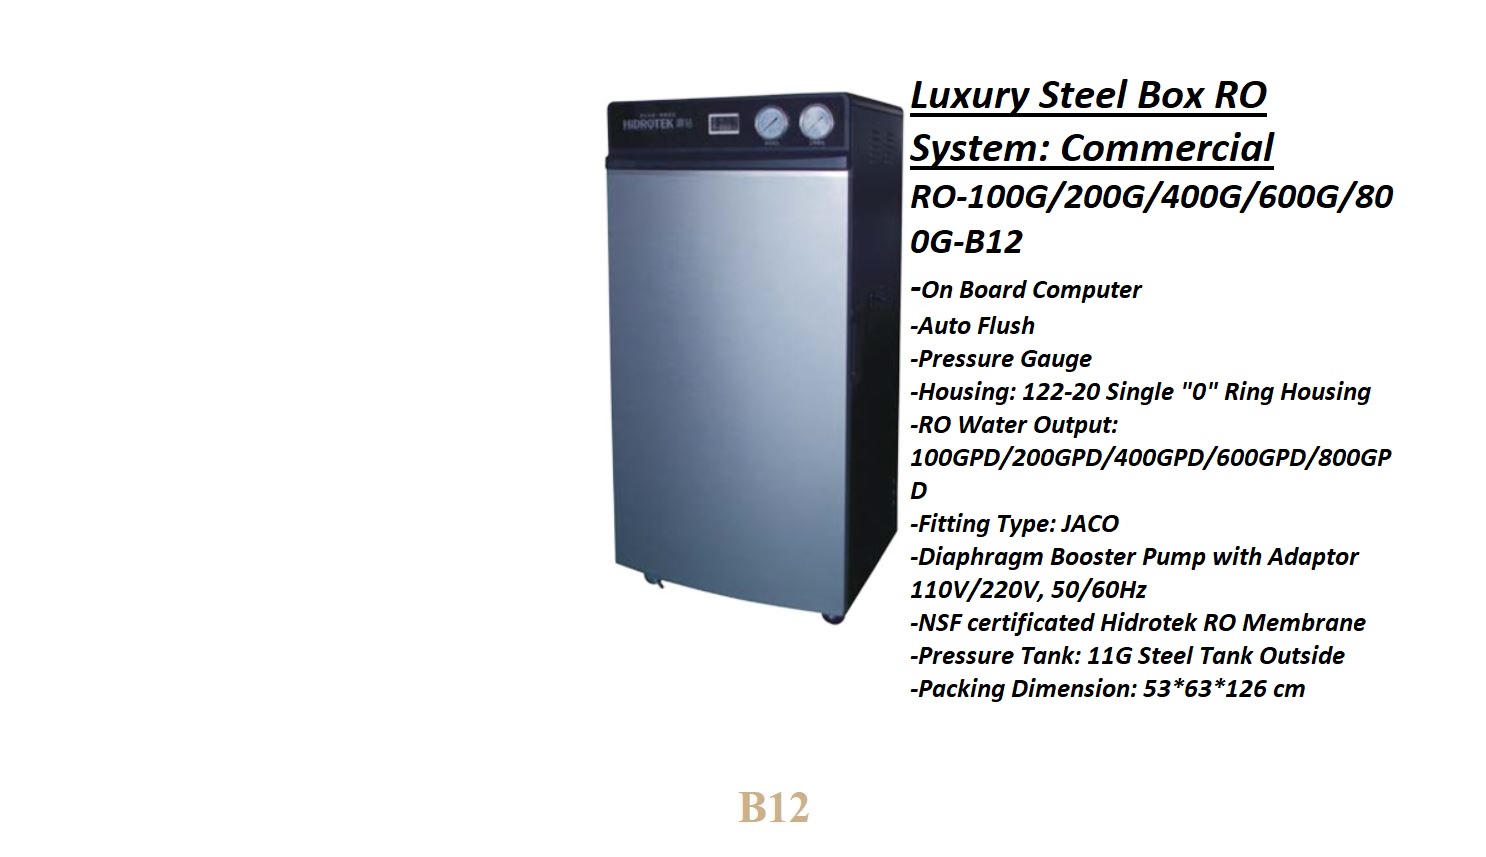 HIDROTEK
Luxury Steel Box RO
System: Commercial
RO-100G/200G/400G/600G/80
0G-B12
-On Board Computer
-Auto Flush
-Pressure Gauge
-Housing: 122-20 Single "0" Ring Housing
-RO Water Output:
100GPD/200GPD/400GPD/600GPD/800GP
D
-Fitting Type: JACO
-Diaphragm Booster Pump with Adaptor
110V/220V, 50/60Hz
-NSF certificated Hidrotek RO Membrane
-Pressure Tank: 11G Steel Tank Outside
-Packing Dimension: 53*63*126 cm
B12